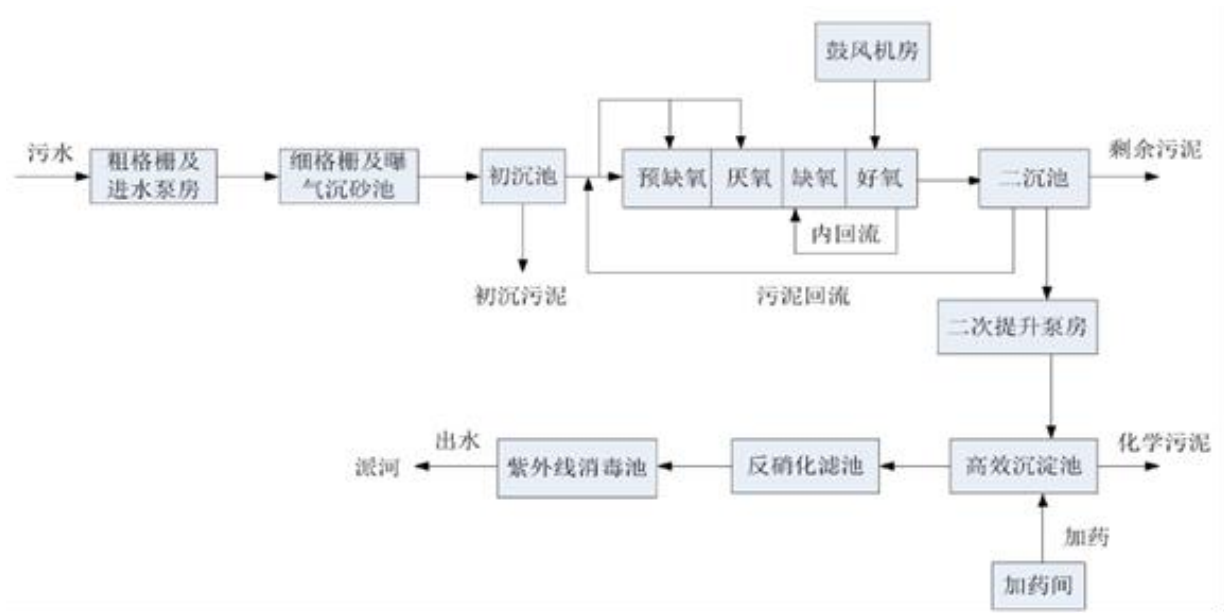 鼓风机房
污水
粗格栅及
进水泵房
细格栅及曝
气沉砂池
初沉池
预缺氧
厌氧
缺氧
好氧
二沉池
剩余污泥
内回流
初沉污泥
污泥回流
二次提升泵房
派河
出水
紫外线消毒池
反硝化滤池
高效沉淀池
化学污泥
加药
加药间